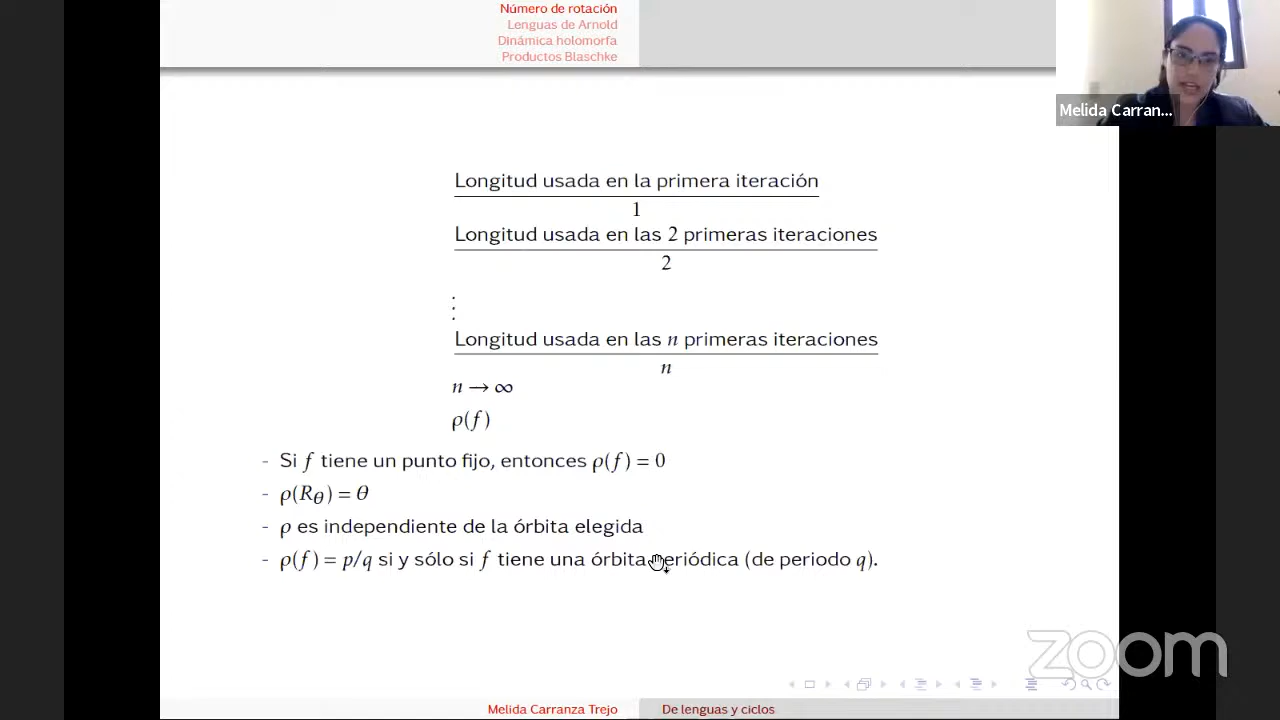 Número de rotación
Lenguas de Arnold
Dinámica holomorfa
Productos Blaschke
Melida Carran...
Longitud usada en la primera iteración
1
Longitud usada en las 2 primeras iteraciones
2
⋮
Longitud usada en las n primeras iteraciones
n
n → ∞
ρ(f)
- Si f tiene un punto fijo, entonces ρ(f) = 0
- ρ(R_θ) = θ
- ρ es independiente de la órbita elegida
- ρ(f) = p/q si y sólo si f tiene una órbita periódica (de periodo q).
zoom
Melida Carranza Trejo
De lenguas y ciclos